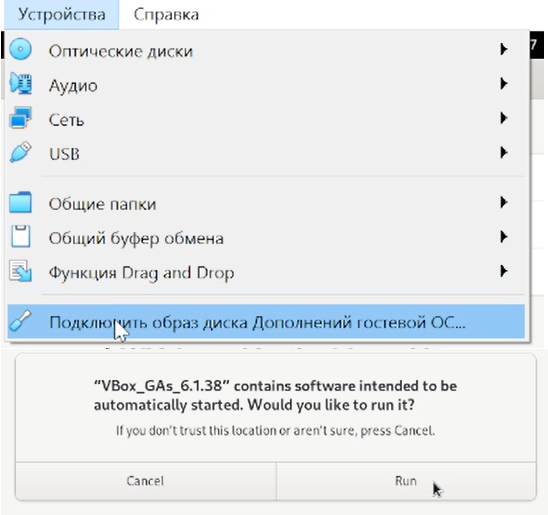 Устройства Справка
7
Оптические диски
Аудио
Сеть
USB
Общие папки
Общий буфер обмена
Функция Drag and Drop
Подключить образ диска Дополнений гостевой ОС...
“VBox_GAs_6.1.38” contains software intended to be
automatically started. Would you like to run it?
If you don’t trust this location or aren’t sure, press Cancel.
Cancel Run